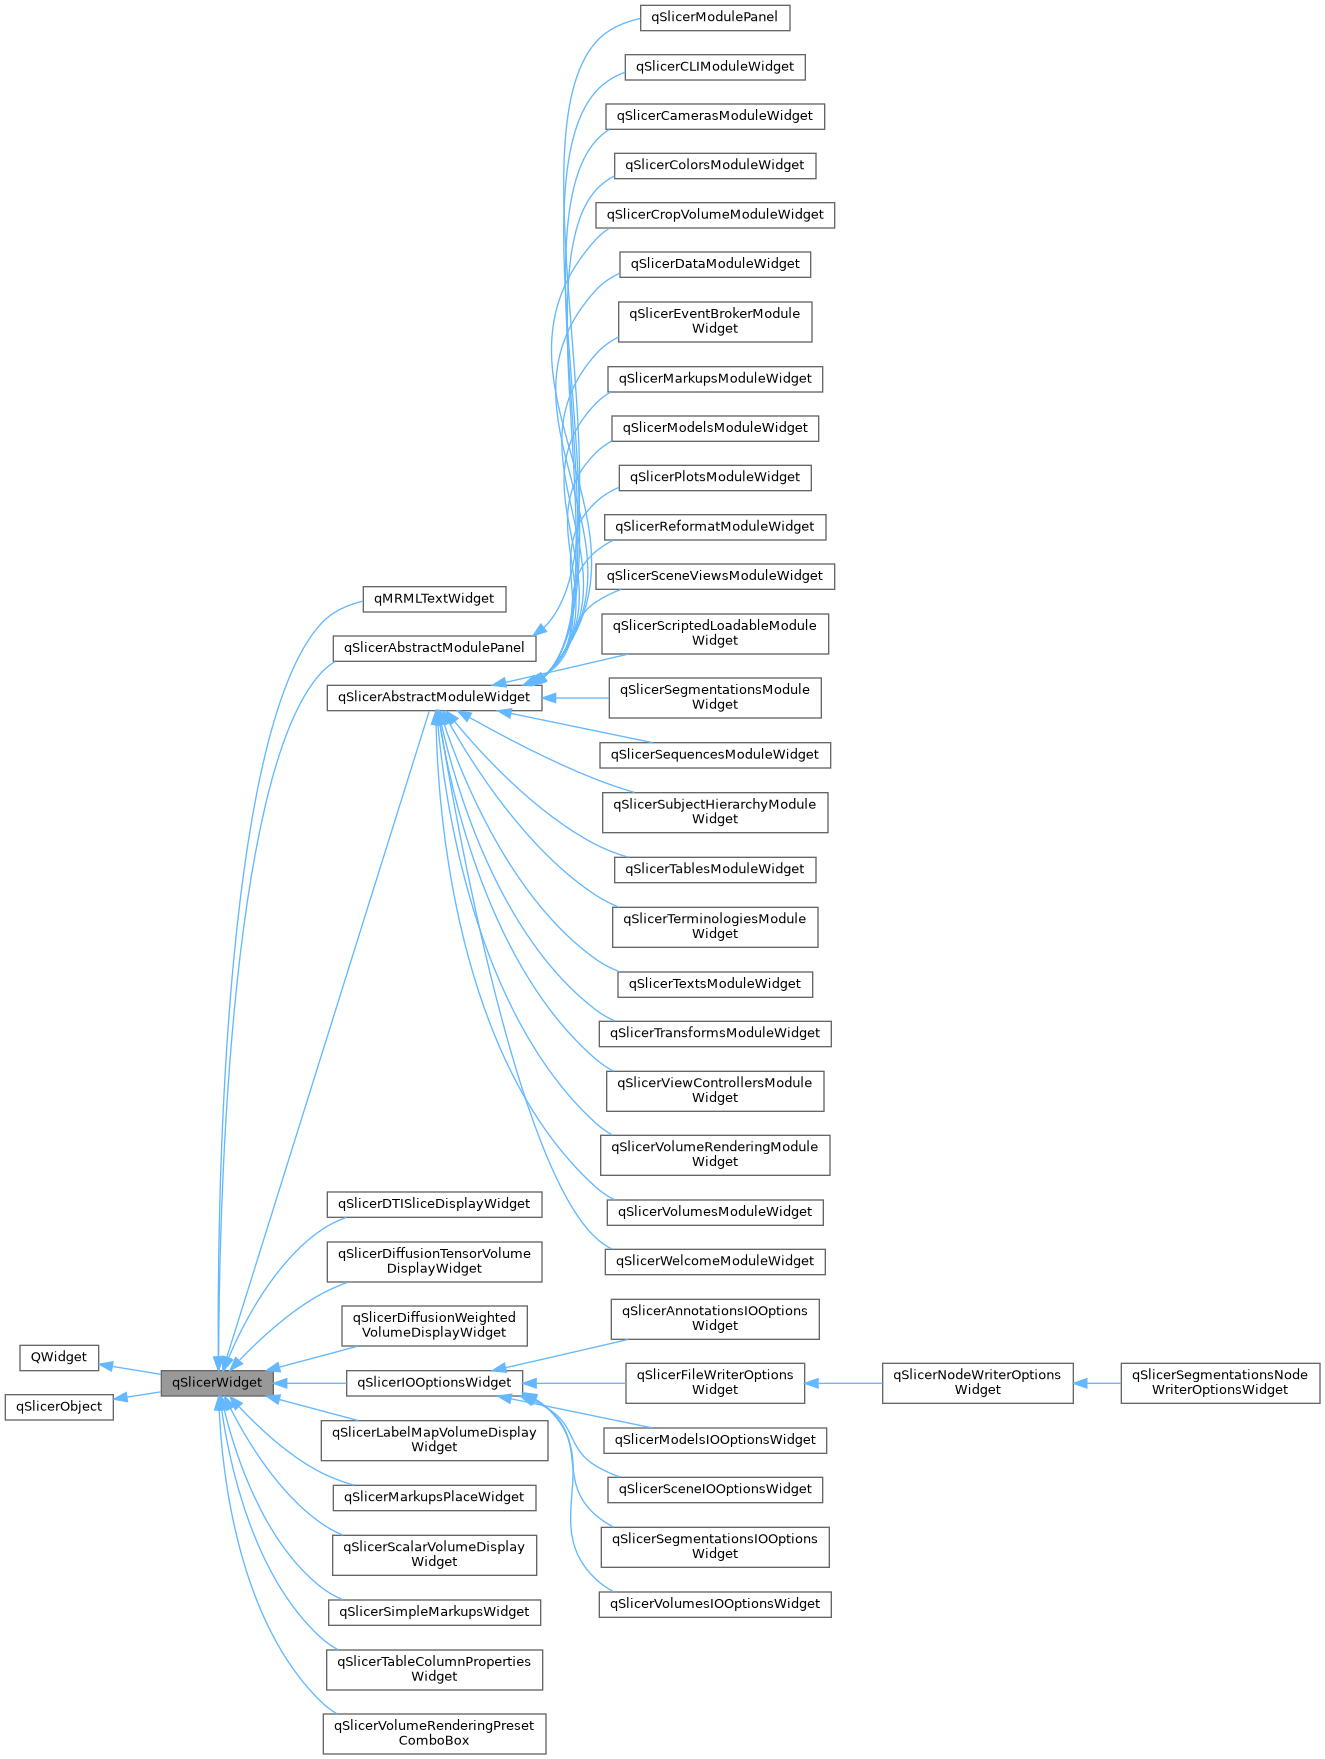 qSlicerModulePanel
qSlicerCLIModuleWidget
qSlicerCamerasModuleWidget
qSlicerColorsModuleWidget
qSlicerCropVolumeModuleWidget
qSlicerDataModuleWidget
qSlicerEventBrokerModule
Widget
qSlicerMarkupsModuleWidget
qSlicerModelsModuleWidget
qSlicerPlotsModuleWidget
qSlicerReformatModuleWidget
qSlicerSceneViewsModuleWidget
qMRMLTextWidget
qSlicerScriptedLoadableModule
Widget
qSlicerAbstractModulePanel
qSlicerAbstractModuleWidget
qSlicerSegmentationsModule
Widget
qSlicerSequencesModuleWidget
qSlicerSubjectHierarchyModule
Widget
qSlicerTablesModuleWidget
qSlicerTerminologiesModule
Widget
qSlicerTextsModuleWidget
qSlicerTransformsModuleWidget
qSlicerViewControllersModule
Widget
qSlicerVolumeRenderingModule
Widget
qSlicerDTISliceDisplayWidget
qSlicerVolumesModuleWidget
qSlicerDiffusionTensorVolume
DisplayWidget
qSlicerWelcomeModuleWidget
qSlicerDiffusionWeighted
VolumeDisplayWidget
qSlicerAnnotationsIOOptions
Widget
QWidget
qSlicerWidget
qSlicerObject
qSlicerIOOptionsWidget
qSlicerFileWriterOptions
Widget
qSlicerNodeWriterOptions
Widget
qSlicerSegmentationsNode
WriterOptionsWidget
qSlicerLabelMapVolumeDisplay
Widget
qSlicerModelsIOOptionsWidget
qSlicerMarkupsPlaceWidget
qSlicerSceneIOOptionsWidget
qSlicerScalarVolumeDisplay
Widget
qSlicerSegmentationsIOOptions
Widget
qSlicerSimpleMarkupsWidget
qSlicerVolumesIOOptionsWidget
qSlicerTableColumnProperties
Widget
qSlicerVolumeRenderingPreset
ComboBox